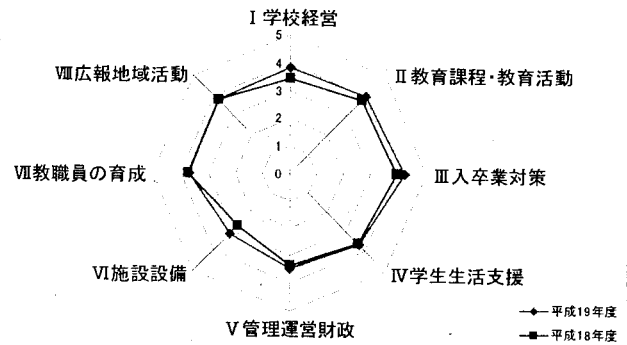 Ⅰ学校経営
5
4
3
2
1
0
Ⅱ教育課程・教育活動
Ⅲ入卒業対策
Ⅳ学生生活支援
Ⅴ管理運営財政
Ⅵ施設設備
Ⅶ教職員の育成
Ⅷ広報地域活動
平成19年度
平成18年度